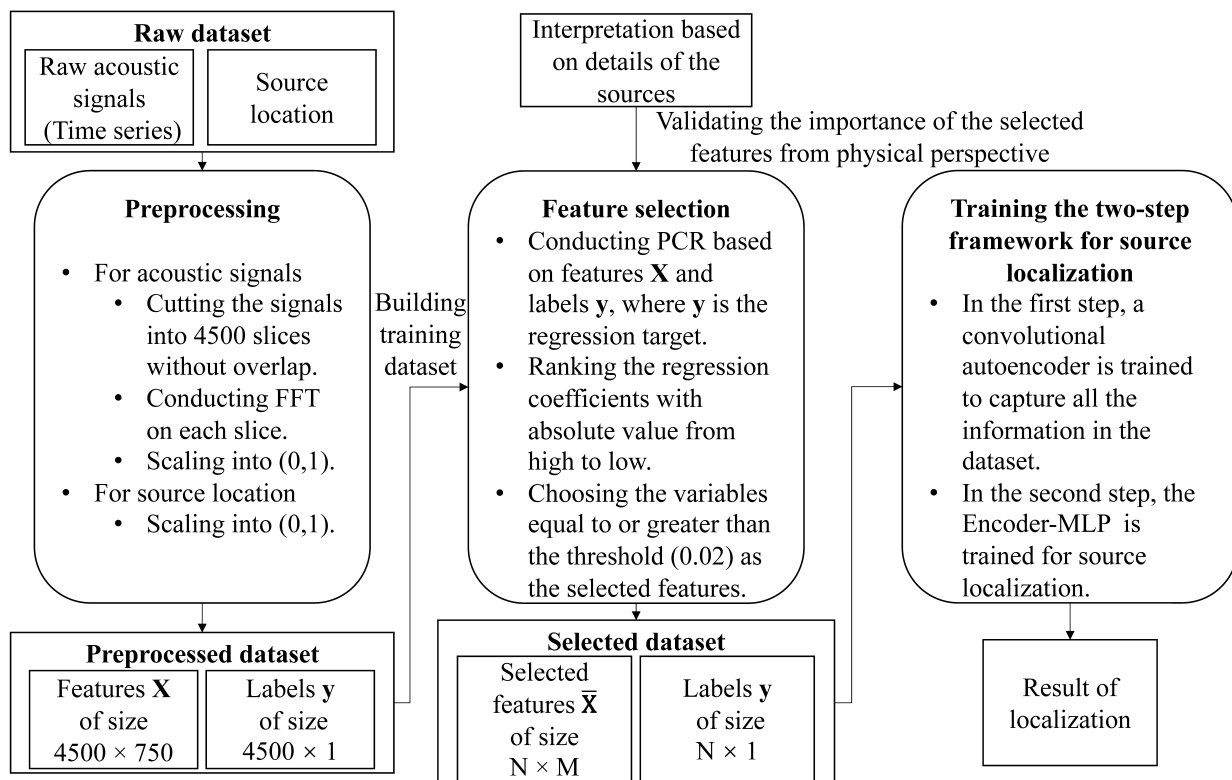 Raw dataset
Raw acoustic
signals
(Time series)
Source
location
Preprocessing
• For acoustic signals
• Cutting the signals
into 4500 slices
without overlap.
• Conducting FFT
on each slice.
• Scaling into (0,1).
• For source location
• Scaling into (0,1).
Preprocessed dataset
Features X
of size
4500 × 750
Labels y
of size
4500 × 1
Building
training
dataset
Interpretation based
on details of the
sources
Validating the importance of the selected
features from physical perspective
Feature selection
• Conducting PCR based
on features X and
labels y, where y is the
regression target.
• Ranking the regression
coefficients with
absolute value from
high to low.
• Choosing the variables
equal to or greater than
the threshold (0.02) as
the selected features.
Selected dataset
Selected
features X̄
of size
N × M
Labels y
of size
N × 1
Training the two-step
framework for source
localization
• In the first step, a
convolutional
autoencoder is trained
to capture all the
information in the
dataset.
• In the second step, the
Encoder-MLP is
trained for source
localization.
Result of
localization